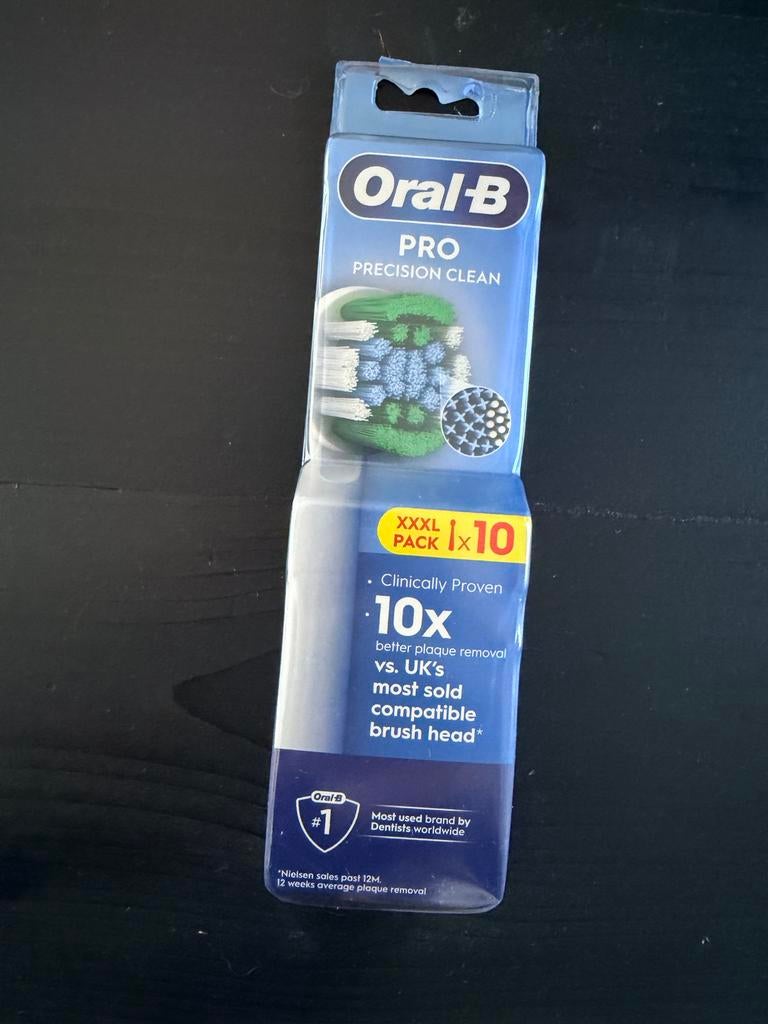 Oral-B
PRO
PRECISION CLEAN
XXXL
PACK x10
• Clinically Proven
• 10x
better plaque removal
vs. UK's
most sold
compatible
brush head*
Oral-B
#1
Most used brand by
Dentists worldwide
*Nielsen sales past 12M.
12 weeks average plaque removal